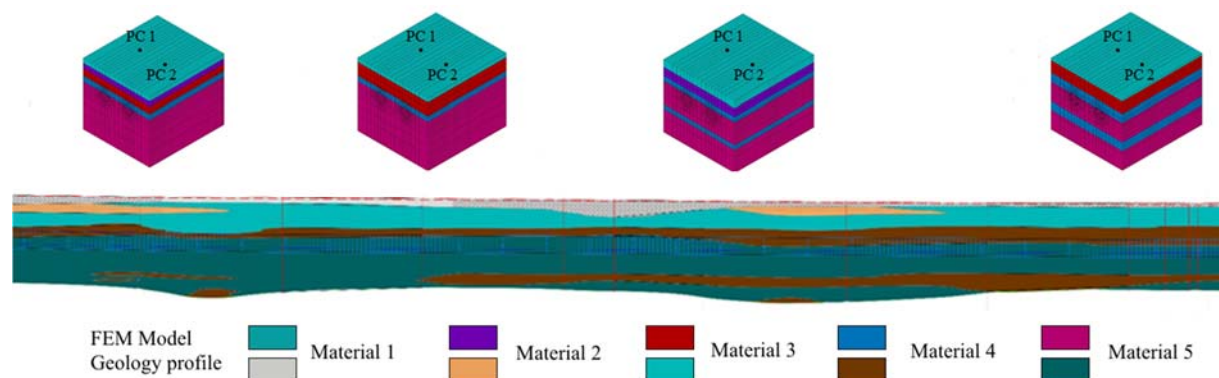 PC 1
PC 2
PC 1
PC 2
PC 1
PC 2
PC 1
PC 2
FEM Model
Geology profile
Material 1
Material 2
Material 3
Material 4
Material 5